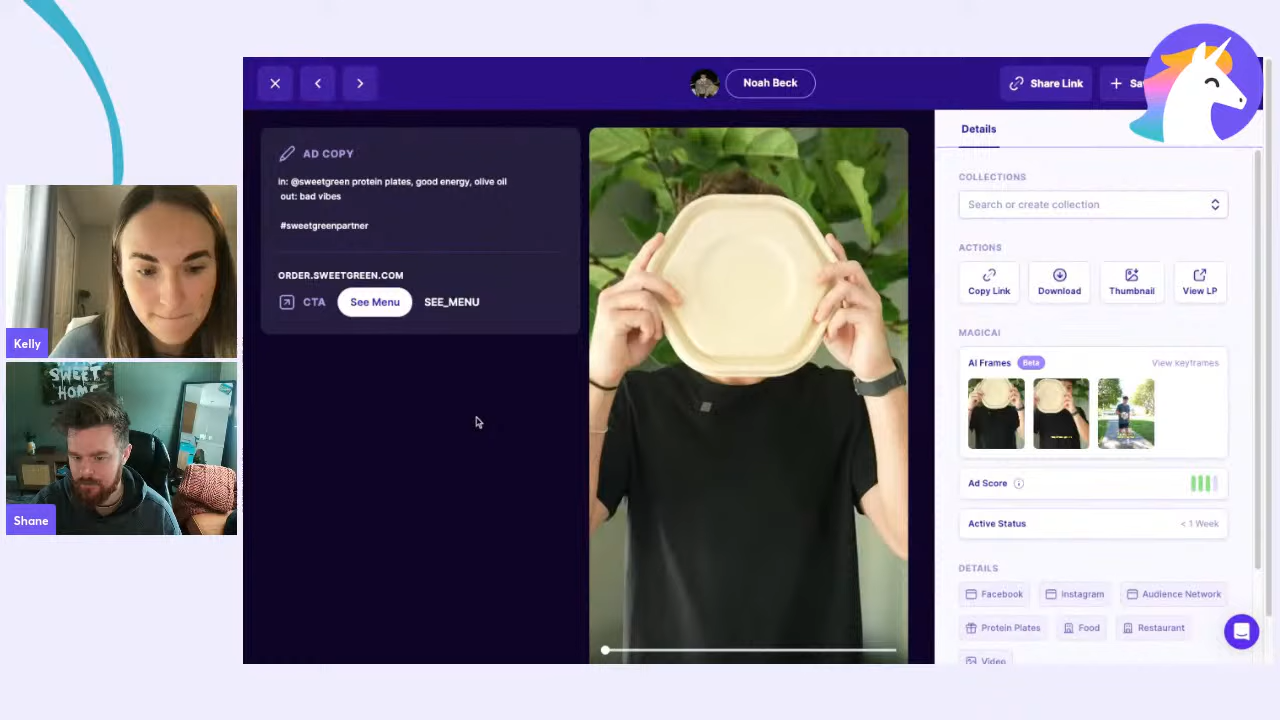 Noah Beck
Share Link
Details
AD COPY
in: @sweetgreen protein plates, good energy, olive oil
out: bad vibes
#sweetgreenpartner
ORDER.SWEETGREEN.COM
CTA
See Menu
SEE_MENU
COLLECTIONS
Search or create collection
ACTIONS
Copy Link
Download
Thumbnail
View LP
MAGICAI
AI Frames
Beta
View keyframes
Ad Score
Active Status
< 1 Week
DETAILS
Facebook
Instagram
Audience Network
Protein Plates
Food
Restaurant
Video
Kelly
SWEET
HOME
Shane